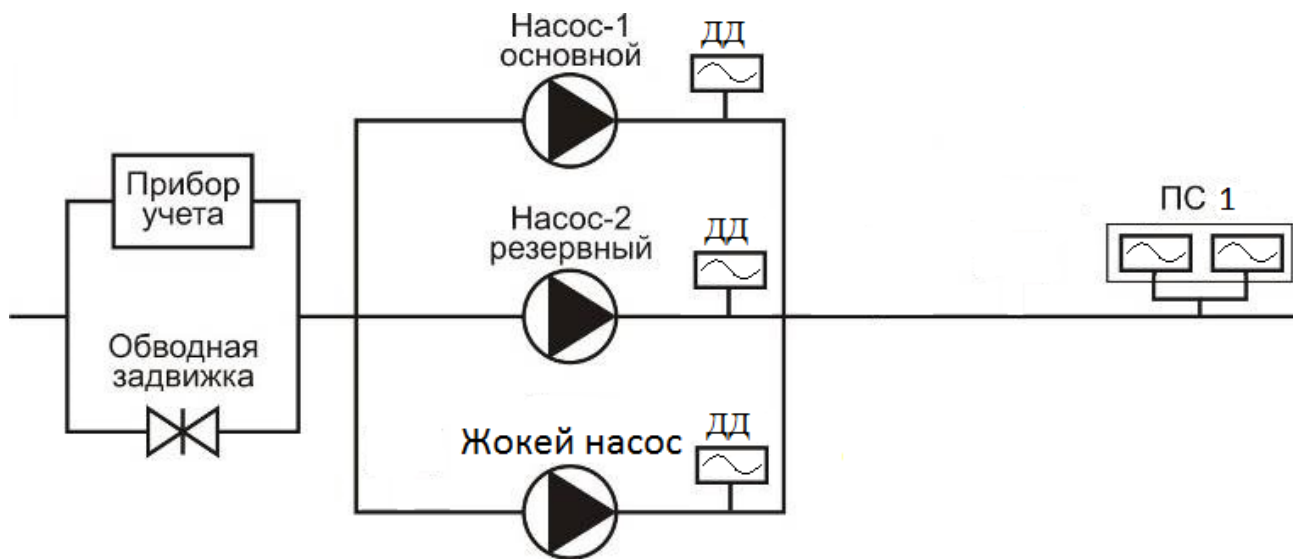 Насос-1
основной
ДД
Прибор
учета
Насос-2
резервный
ДД
ПС 1
Обводная
задвижка
Жокей насос
ДД